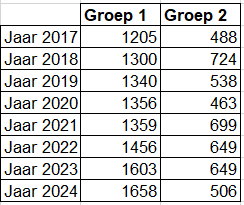 Groep 1 Groep 2
Jaar 2017 1205 488
Jaar 2018 1300 724
Jaar 2019 1340 538
Jaar 2020 1356 463
Jaar 2021 1359 699
Jaar 2022 1456 649
Jaar 2023 1603 649
Jaar 2024 1658 506